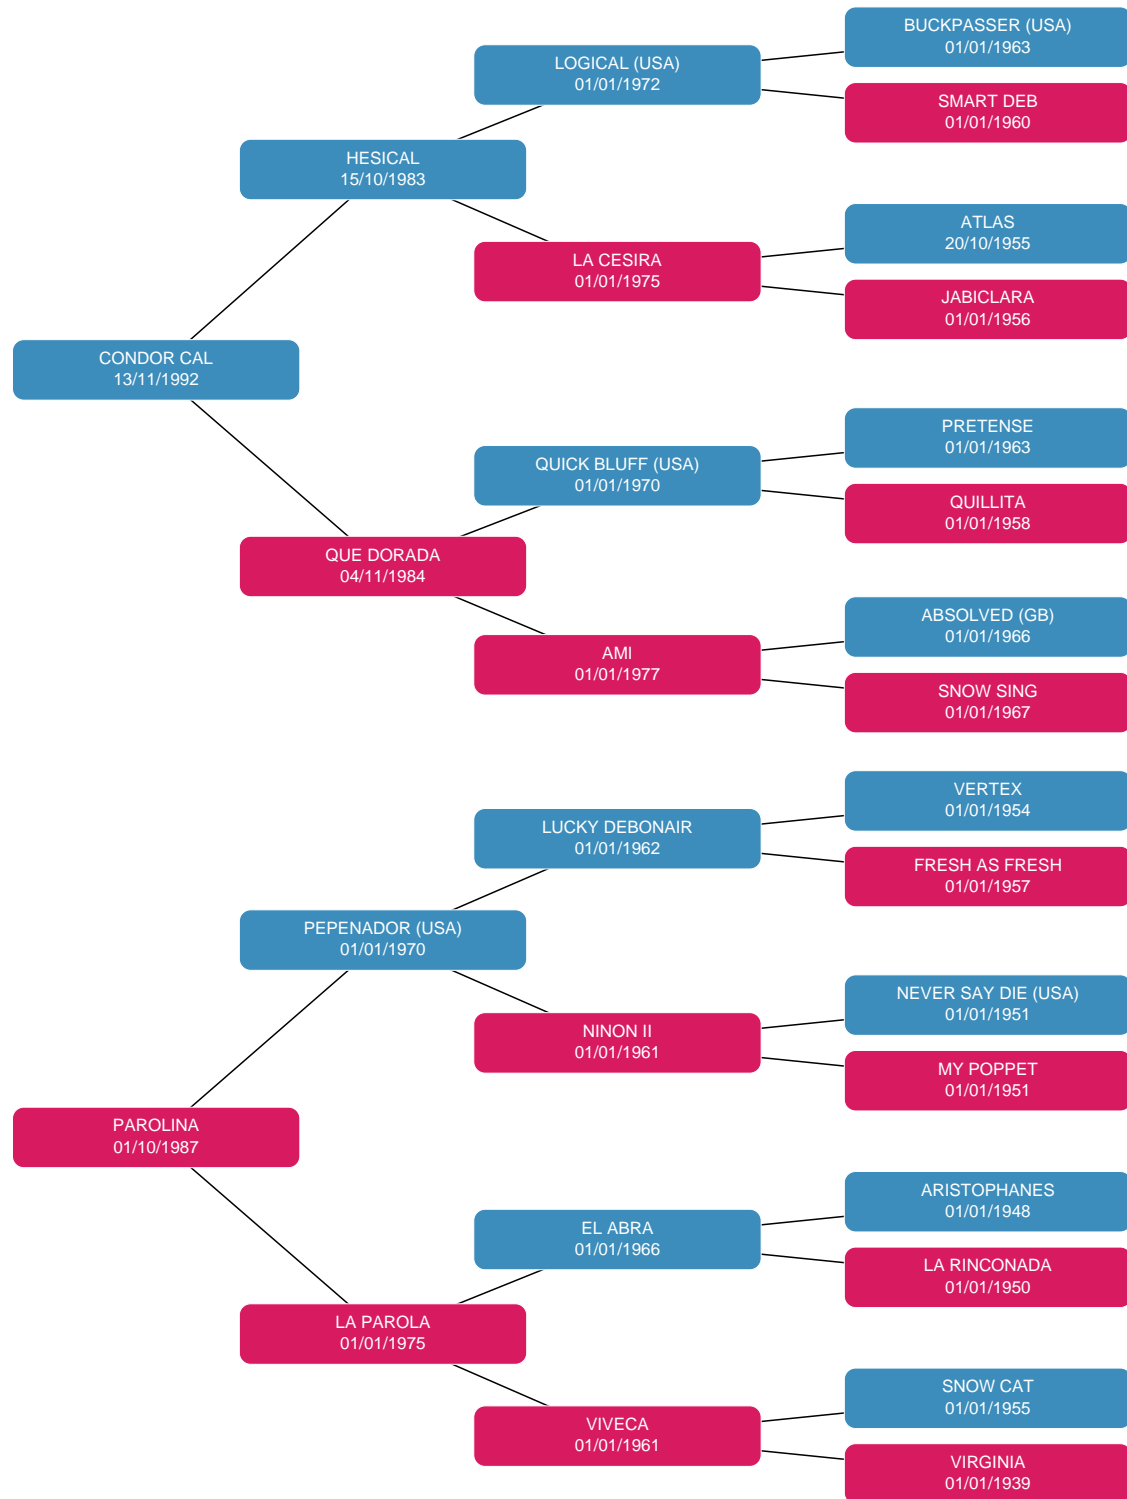 BUCKPASSER (USA)
01/01/1963
LOGICAL (USA)
01/01/1972
SMART DEB
01/01/1960
HESICAL
15/10/1983
ATLAS
20/10/1955
LA CESIRA
01/01/1975
JABICLARA
01/01/1956
CONDOR CAL
13/11/1992
PRETENSE
01/01/1963
QUICK BLUFF (USA)
01/01/1970
QUILLITA
01/01/1958
QUE DORADA
04/11/1984
ABSOLVED (GB)
01/01/1966
AMI
01/01/1977
SNOW SING
01/01/1967
VERTEX
01/01/1954
LUCKY DEBONAIR
01/01/1962
FRESH AS FRESH
01/01/1957
PEPENADOR (USA)
01/01/1970
NEVER SAY DIE (USA)
01/01/1951
NINON II
01/01/1961
MY POPPET
01/01/1951
PAROLINA
01/10/1987
ARISTOPHANES
01/01/1948
EL ABRA
01/01/1966
LA RINCONADA
01/01/1950
LA PAROLA
01/01/1975
SNOW CAT
01/01/1955
VIVECA
01/01/1961
VIRGINIA
01/01/1939